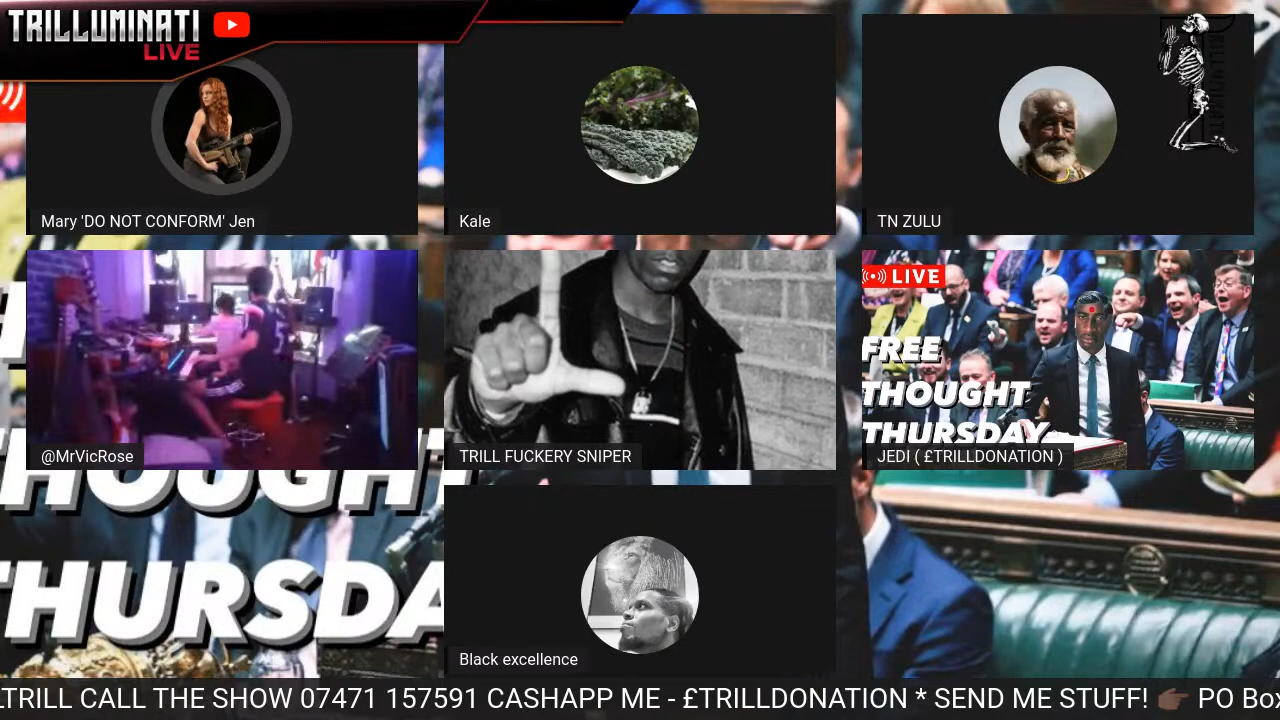 TRILLUMINATI
LIVE
Mary 'DO NOT CONFORM' Jen
Kale
TN ZULU
@MrVicRose
TRILL FUCKERY SNIPER
LIVE
FREE
THOUGHT
THURSDAY
JEDI ( £TRILLDONATION )
THOUGHT
THURSDA
Black excellence
TRILL CALL THE SHOW 07471 157591 CASHAPP ME - £TRILLDONATION * SEND ME STUFF! 👉🏿 PO Box